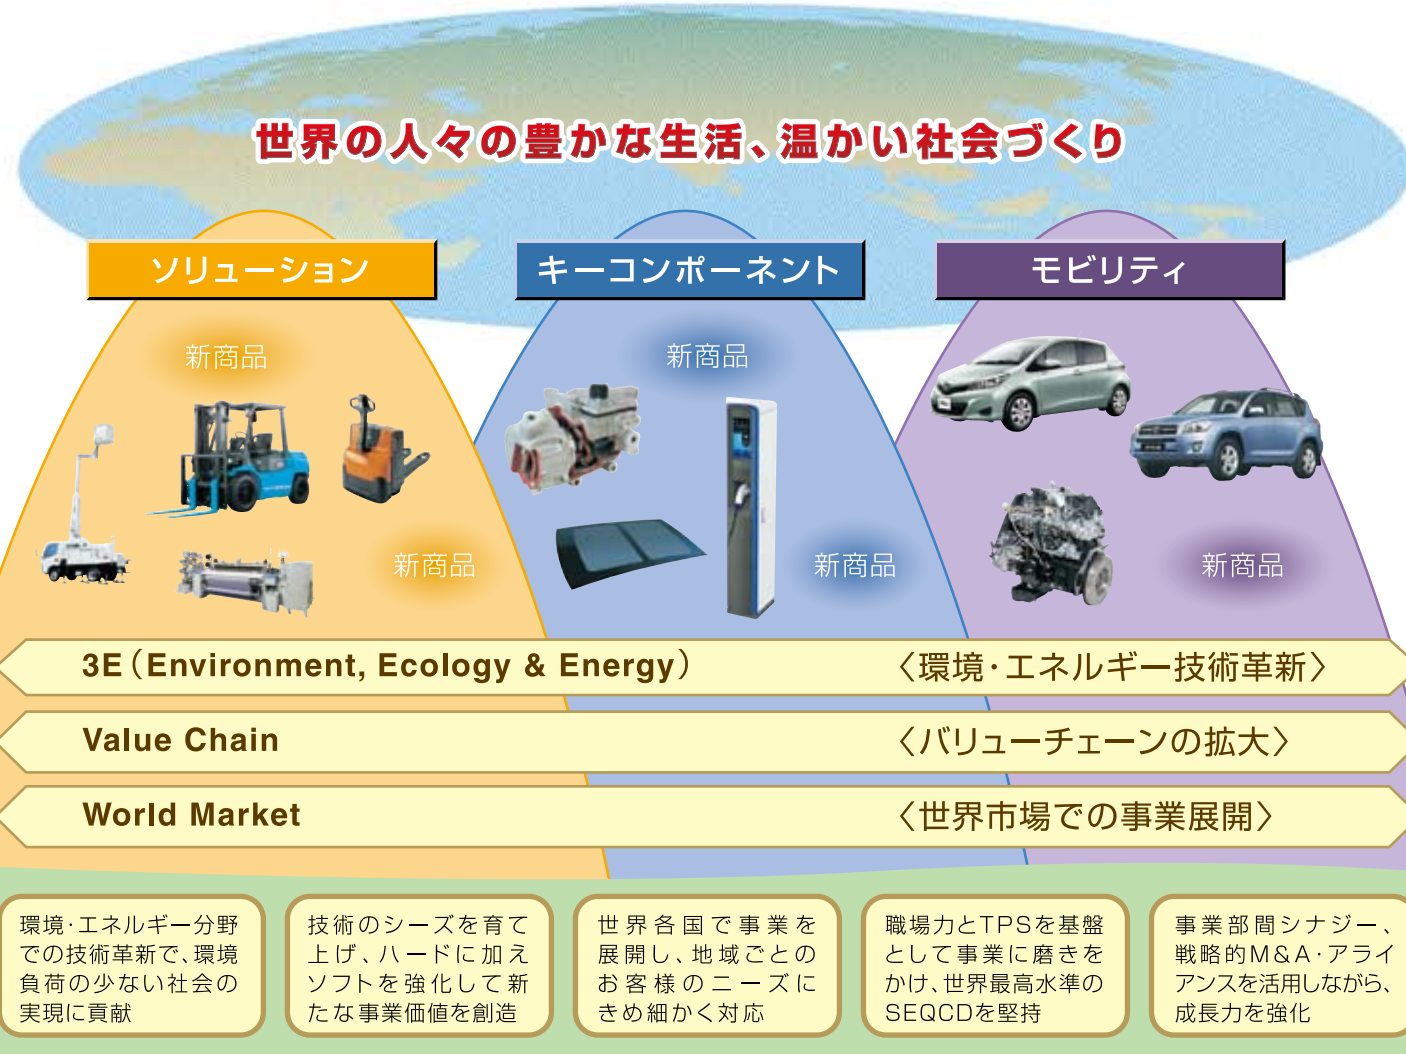 世界の人々の豊かな生活、温かい社会づくり
ソリューション
キーコンポーネント
モビリティ
新商品
新商品
新商品
新商品
新商品
3E（Environment, Ecology & Energy）
〈環境・エネルギー技術革新〉
Value Chain
〈バリューチェーンの拡大〉
World Market
〈世界市場での事業展開〉
環境・エネルギー分野
での技術革新で、環境
負荷の少ない社会の
実現に貢献
技術のシーズを育て
上げ、ハードに加え
ソフトを強化して新
たな事業価値を創造
世界各国で事業を
展開し、地域ごとの
お客様のニーズに
きめ細かく対応
職場力とTPSを基盤
として事業に磨きを
かけ、世界最高水準の
SEQCDを堅持
事業部間シナジー、
戦略的M&A・アライ
アンスを活用しながら、
成長力を強化